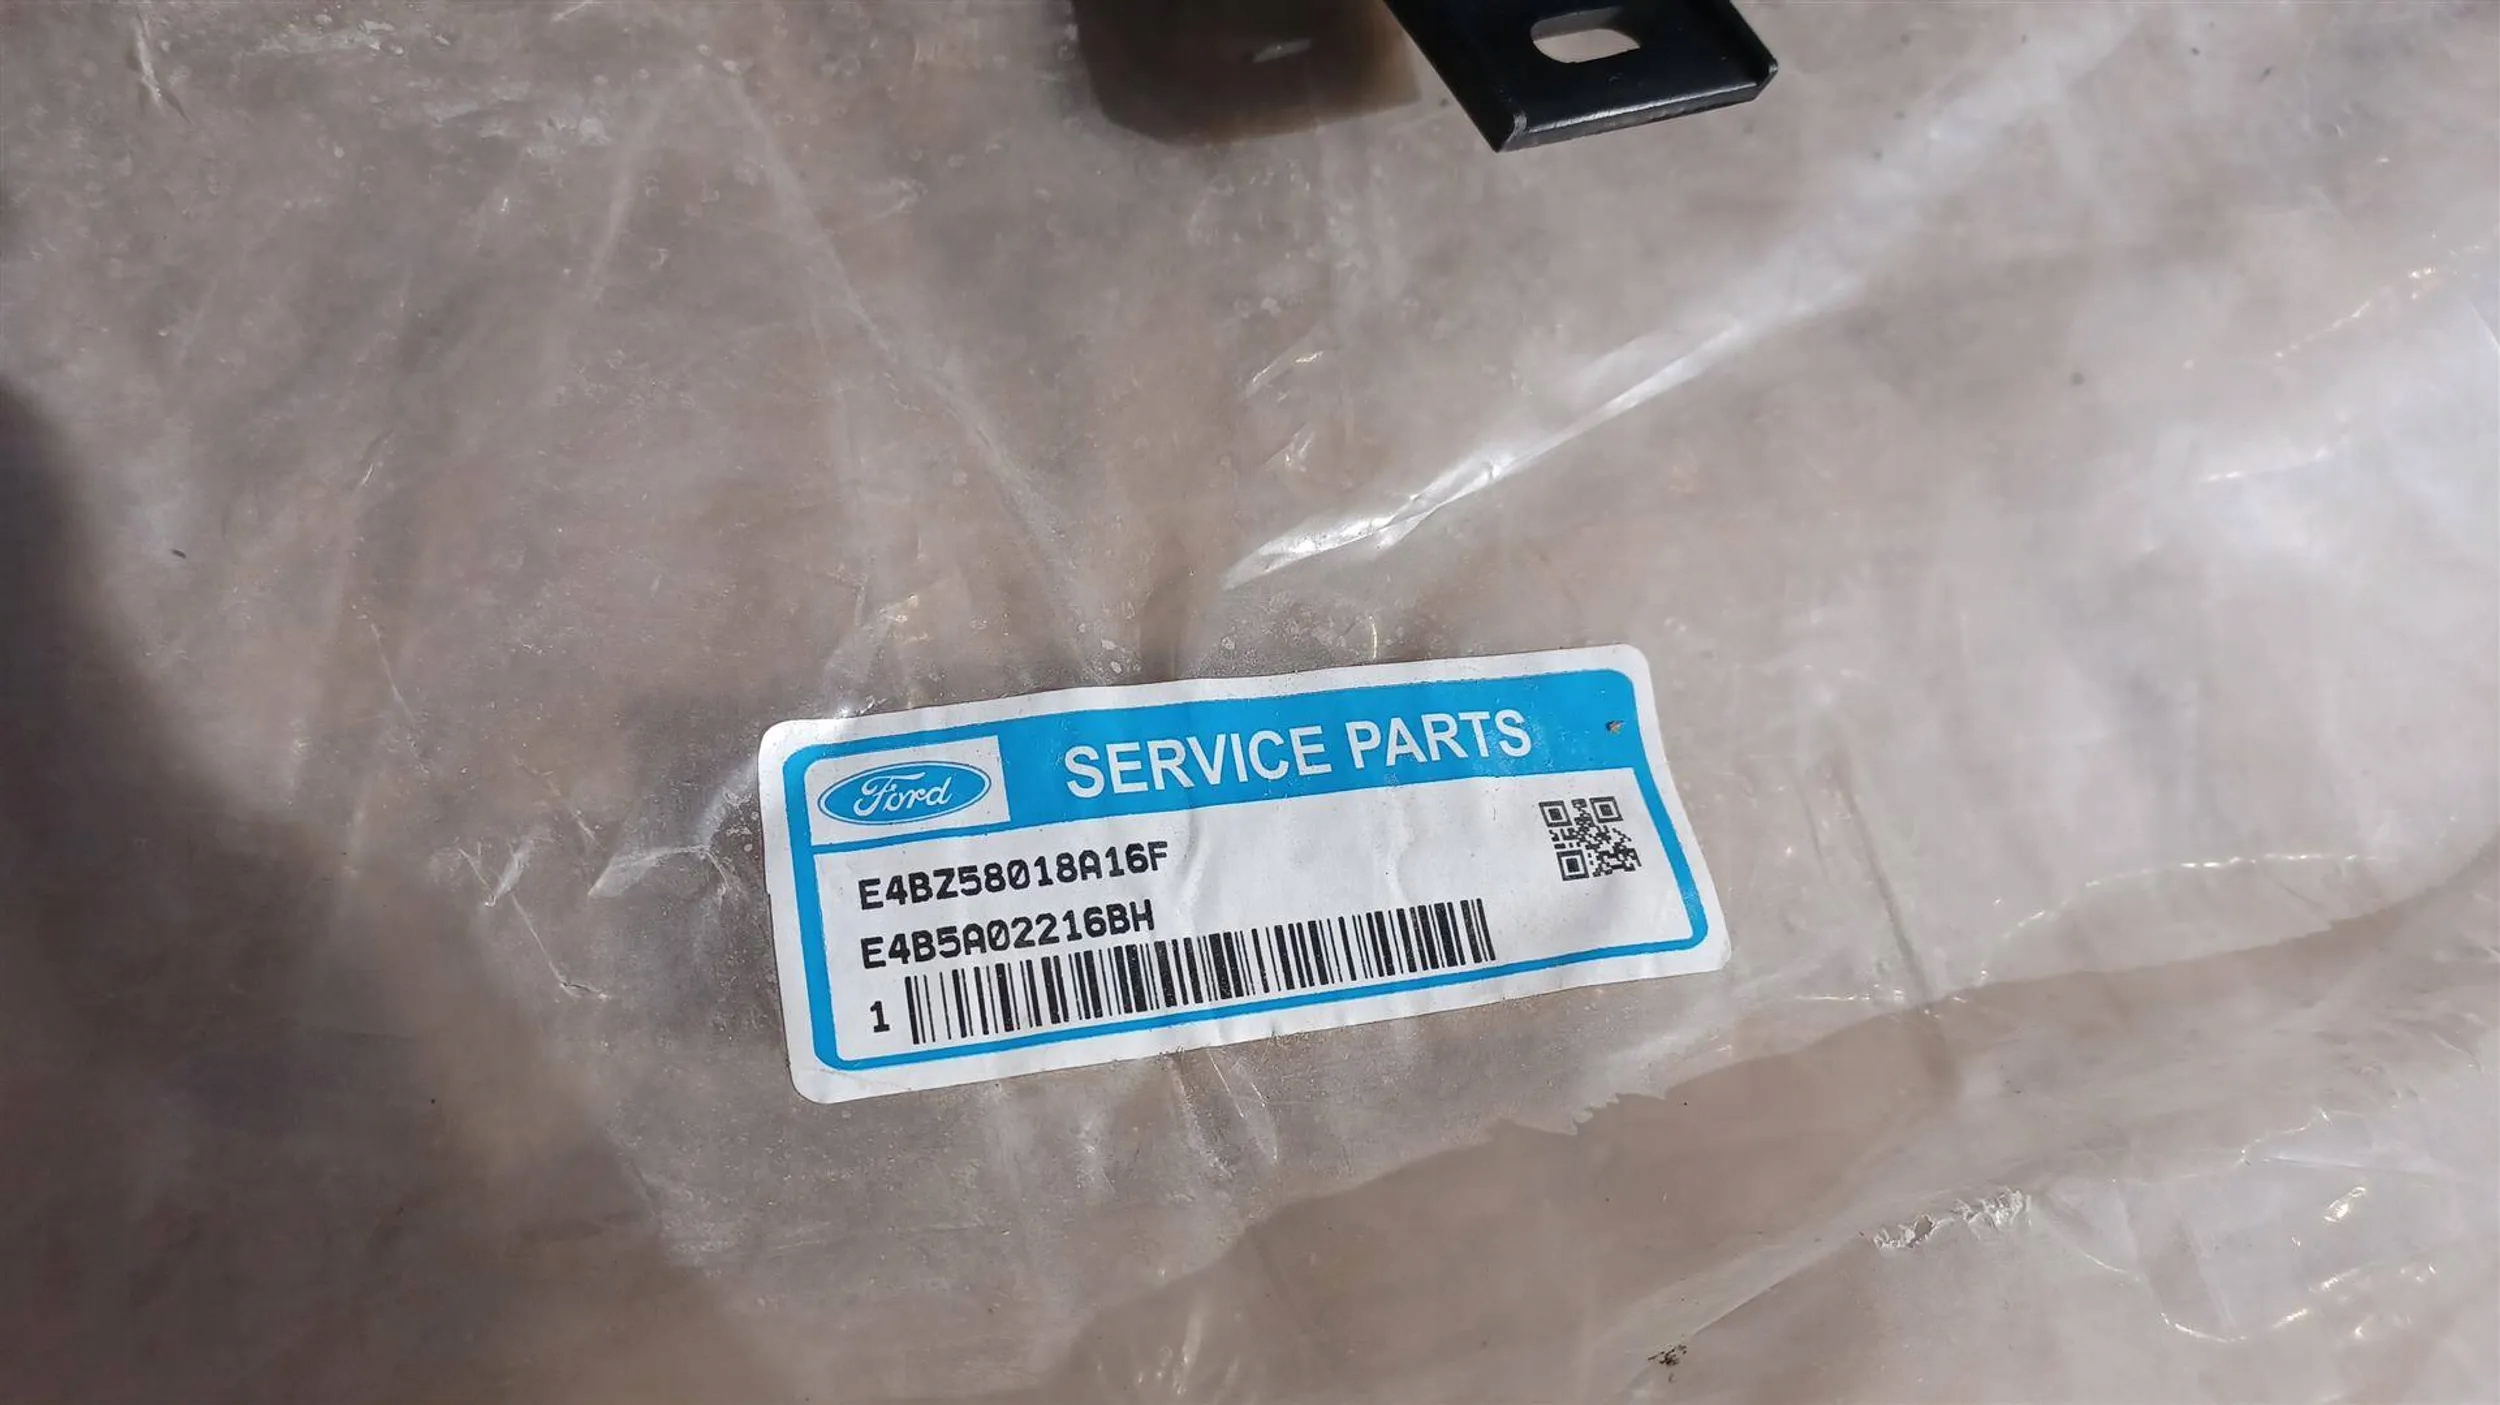 Ford
SERVICE PARTS
E4BZ58018A16F
E4B5A02216BH
1